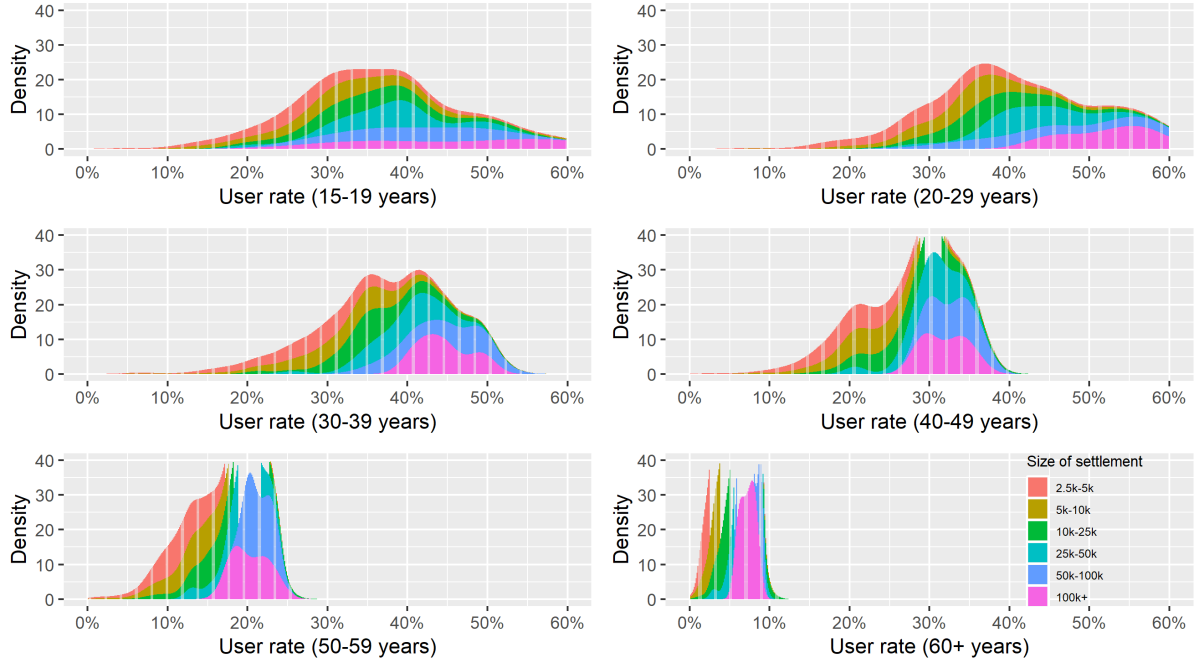 40
30
20
10
0
Density
0% 10% 20% 30% 40% 50% 60%
User rate (15-19 years)
40
30
20
10
0
Density
0% 10% 20% 30% 40% 50% 60%
User rate (20-29 years)
40
30
20
10
0
Density
0% 10% 20% 30% 40% 50% 60%
User rate (30-39 years)
40
30
20
10
0
Density
0% 10% 20% 30% 40% 50% 60%
User rate (40-49 years)
40
30
20
10
0
Density
0% 10% 20% 30% 40% 50% 60%
User rate (50-59 years)
40
30
20
10
0
Density
Size of settlement
2.5k-5k
5k-10k
10k-25k
25k-50k
50k-100k
100k+
0% 10% 20% 30% 40% 50% 60%
User rate (60+ years)